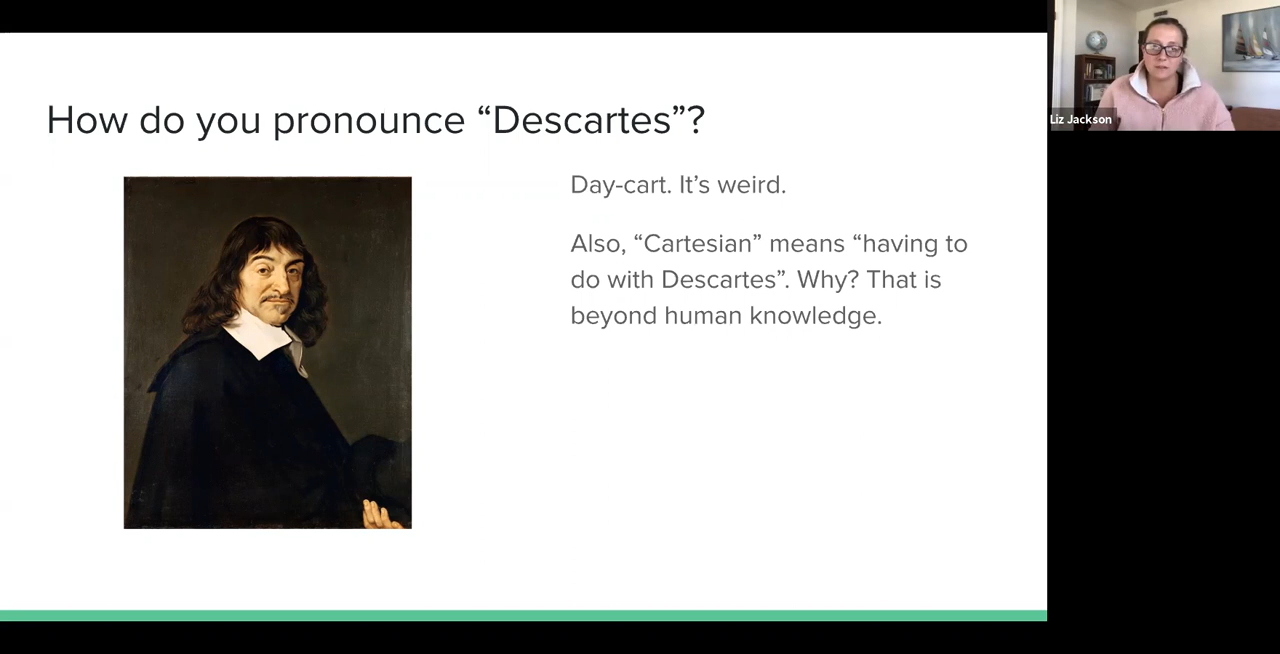 How do you pronounce “Descartes”?
Day-cart. It’s weird.
Also, “Cartesian” means “having to
do with Descartes”. Why? That is
beyond human knowledge.
Liz Jackson